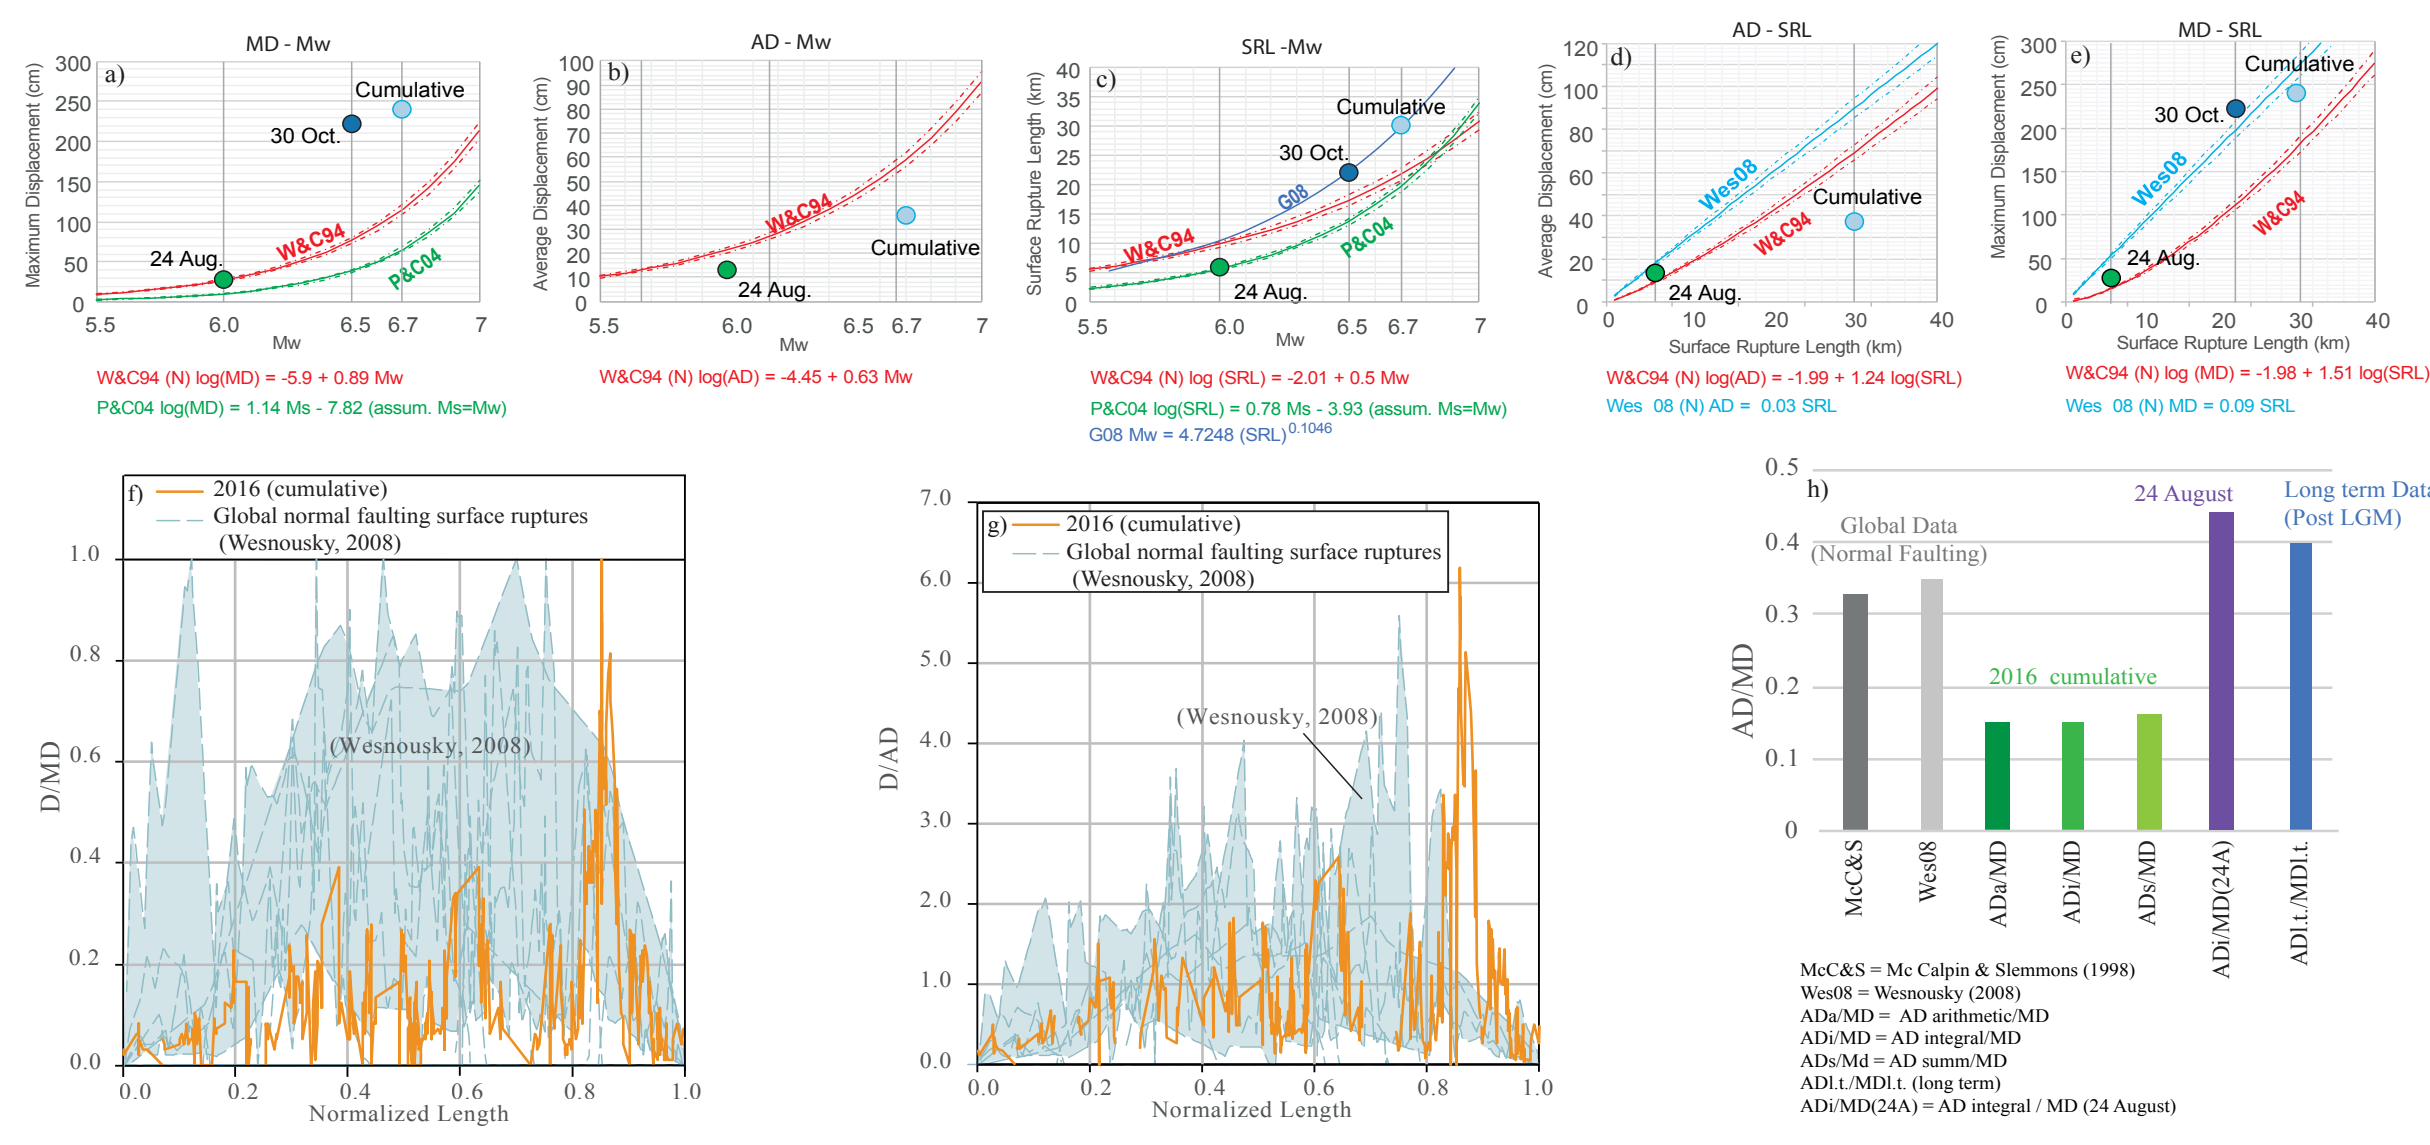 MD - Mw
a)
Maximum Displacement (cm)
300
250
200
150
100
50
0
Cumulative
30 Oct.
24 Aug.
W&C94
P&C04
5.5 6.0 6.5 6.7 7
Mw
W&C94 (N) log(MD) = -5.9 + 0.89 Mw
P&C04 log(MD) = 1.14 Ms - 7.82 (assum. Ms=Mw)
AD - Mw
b)
Average Displacement (cm)
100
90
80
70
60
50
40
30
20
10
0
W&C94
Cumulative
24 Aug.
5.5 6.0 6.5 6.7 7
Mw
W&C94 (N) log(AD) = -4.45 + 0.63 Mw
SRL -Mw
c)
Surface Rupture Length (km)
40
35
30
25
20
15
10
5
0
Cumulative
30 Oct.
G08
W&C94
P&C04
24 Aug.
5.5 6.0 6.5 6.7 7
Mw
W&C94 (N) log (SRL) = -2.01 + 0.5 Mw
P&C04 log(SRL) = 0.78 Ms - 3.93 (assum. Ms=Mw)
G08 Mw = 4.7248 (SRL)^0.1046
AD - SRL
d)
Average Displacement (cm)
120
100
80
60
40
20
0
Wes08
W&C94
Cumulative
24 Aug.
0 10 20 30 40
Surface Rupture Length (km)
W&C94 (N) log(AD) = -1.99 + 1.24 log(SRL)
Wes 08 (N) AD = 0.03 SRL
MD - SRL
e)
Maximum Displacement (cm)
300
250
200
150
100
50
0
Cumulative
30 Oct.
Wes08
W&C94
24 Aug.
0 10 20 30 40
Surface Rupture Length (km)
W&C94 (N) log (MD) = -1.98 + 1.51 log(SRL)
Wes 08 (N) MD = 0.09 SRL
f)
2016 (cumulative)
Global normal faulting surface ruptures
(Wesnousky, 2008)
D/MD
1.0
0.8
0.6
0.4
0.2
0.0
(Wesnousky, 2008)
0.0 0.2 0.4 0.6 0.8 1.0
Normalized Length
g)
2016 (cumulative)
Global normal faulting surface ruptures
(Wesnousky, 2008)
D/AD
7.0
6.0
5.0
4.0
3.0
2.0
1.0
0.0
(Wesnousky, 2008)
0.0 0.2 0.4 0.6 0.8 1.0
Normalized Length
h)
AD/MD
0.5
0.4
0.3
0.2
0.1
0
Global Data
(Normal Faulting)
2016 cumulative
24 August
Long term Data
(Post LGM)
McC&S
Wes08
ADa/MD
ADi/MD
ADs/MD
ADi/MD(24A)
ADl.t./MDl.t.
McC&S = Mc Calpin & Slemmons (1998)
Wes08 = Wesnousky (2008)
ADa/MD = AD arithmetic/MD
ADi/MD = AD integral/MD
ADs/Md = AD summ/MD
ADl.t./MDl.t. (long term)
ADi/MD(24A) = AD integral / MD (24 August)